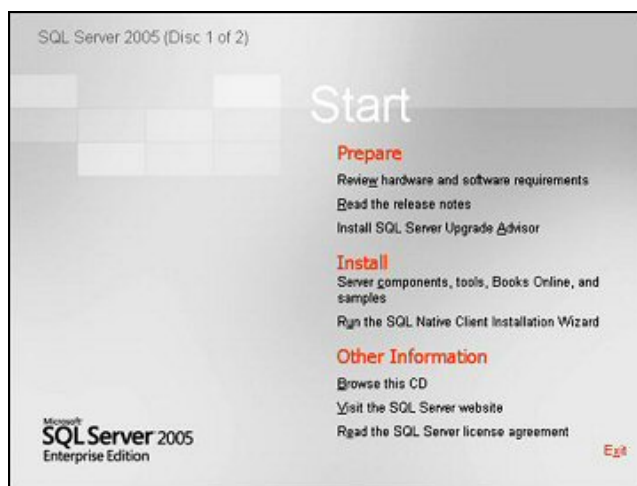 SQL Server 2005 (Disc 1 of 2)
Start
Prepare
Review hardware and software requirements
Read the release notes
Install SQL Server Upgrade Advisor
Install
Server components, tools, Books Online, and
samples
Run the SQL Native Client Installation Wizard
Other Information
Browse this CD
Visit the SQL Server website
Read the SQL Server license agreement
Exit
Microsoft
SQL Server 2005
Enterprise Edition